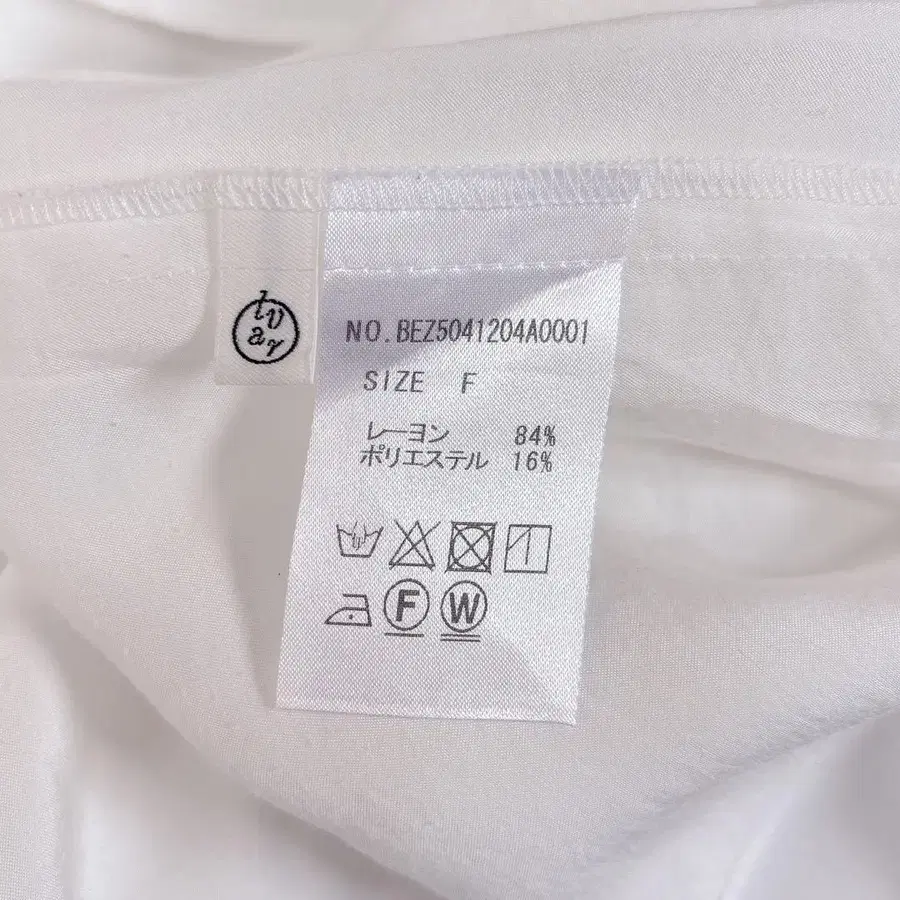 NO. BEZ5041204A0001
SIZE F
レーヨン 84%
ポリエステル 16%
F W